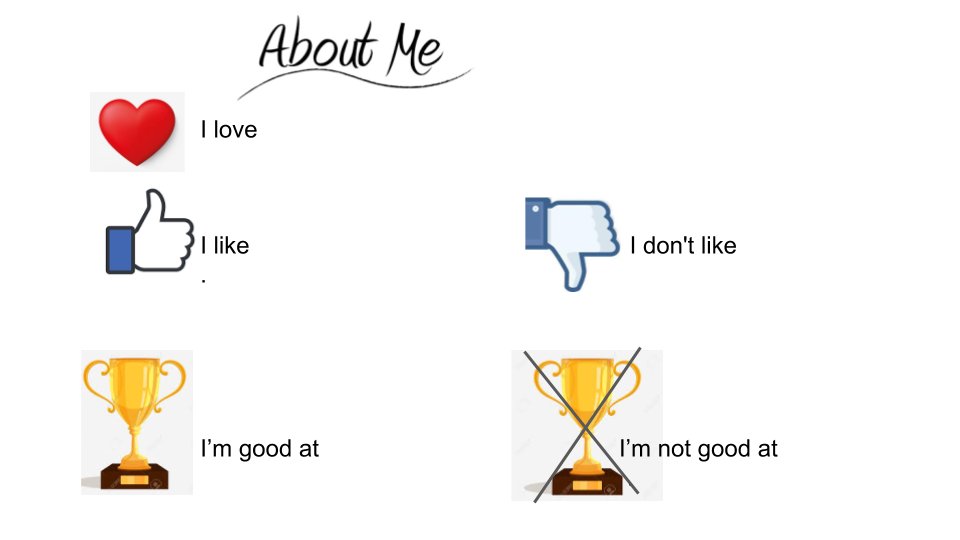 About Me
I love
I like
I don't like
.
I’m good at
I’m not good at